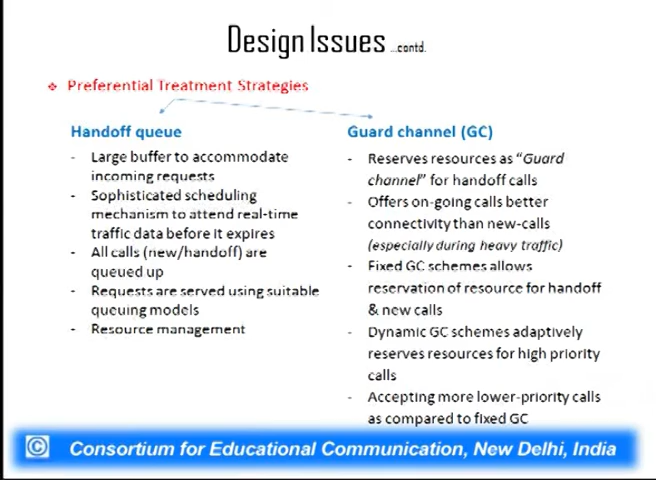 Design Issues ...contd.
❖ Preferential Treatment Strategies
Handoff queue
- Large buffer to accommodate
incoming requests
- Sophisticated scheduling
mechanism to attend real-time
traffic data before it expires
- All calls (new/handoff) are
queued up
- Requests are served using suitable
queuing models
- Resource management
Guard channel (GC)
- Reserves resources as “Guard
channel” for handoff calls
- Offers on-going calls better
connectivity than new-calls
(especially during heavy traffic)
- Fixed GC schemes allows
reservation of resource for handoff
& new calls
- Dynamic GC schemes adaptively
reserves resources for high priority
calls
- Accepting more lower-priority calls
as compared to fixed GC
© Consortium for Educational Communication, New Delhi, India